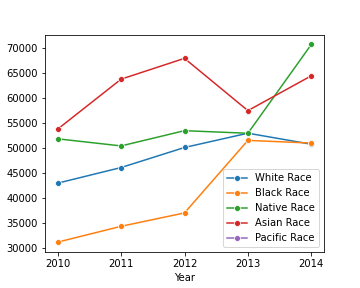 70000
65000
60000
55000
50000
45000
40000
35000
30000
2010 2011 2012 2013 2014
Year
White Race
Black Race
Native Race
Asian Race
Pacific Race